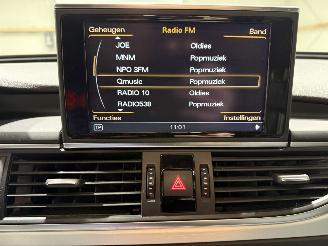 Geheugen Radio FM Band
JOE Oldies
MNM Popmuziek
NPO 3FM Popmuziek
Qmusic Popmuziek
RADIO 10 Oldies
RADIO538 Popmuziek
Functies Instellingen
TP 11:01